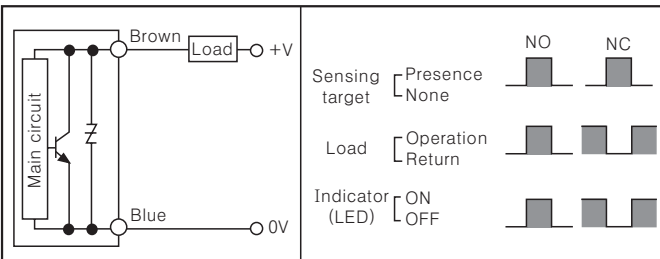 Brown
Load
+V
Main circuit
Blue
0V
NO NC
Sensing target
Presence
None
Load
Operation
Return
Indicator (LED)
ON
OFF